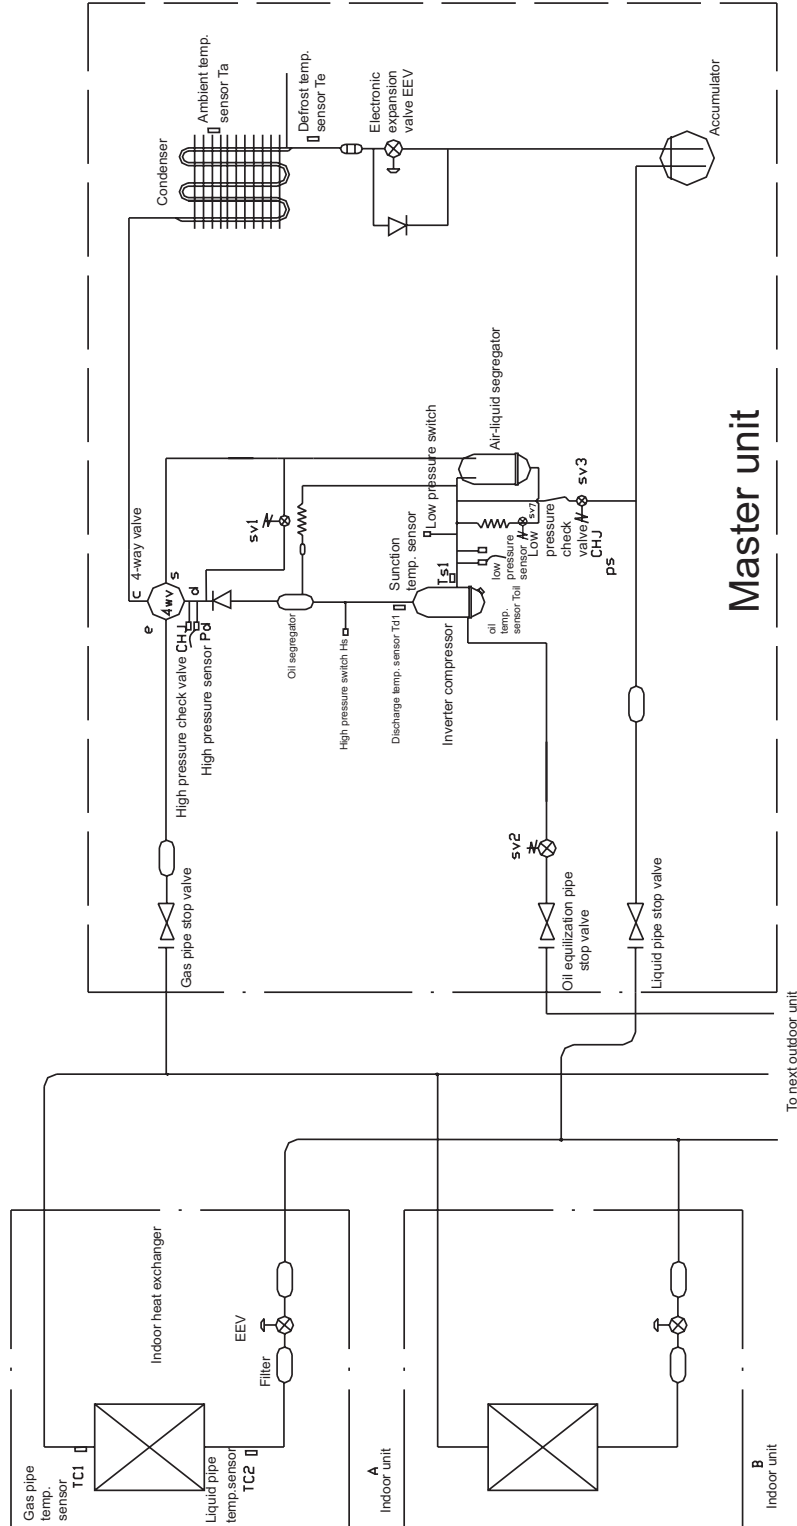 Ambient temp.
sensor Ta
Defrost temp.
sensor Te
Electronic
expansion
valve EEV
Condenser
Accumulator
Air-liquid segregator
Low pressure switch
sv3
sv1
sv7
c
4-way valve
s
4wv
d
e
Sunction
temp. sensor
Ts1
low
pressure
sensor
Low
pressure
check
valve
CHJ
ps
oil
temp.
sensor Toil
Oil segregator
High pressure check valve CHJ
High pressure sensor Pd
High pressure switch Hs
Discharge temp. sensor Td1
Inverter compressor
Master unit
sv2
Gas pipe stop valve
Oil equilization pipe
stop valve
Liquid pipe stop valve
To next outdoor unit
Indoor heat exchanger
EEV
Filter
Gas pipe
temp.
sensor
TC1
Liquid pipe
temp.sensor
TC2
A
Indoor unit
B
Indoor unit